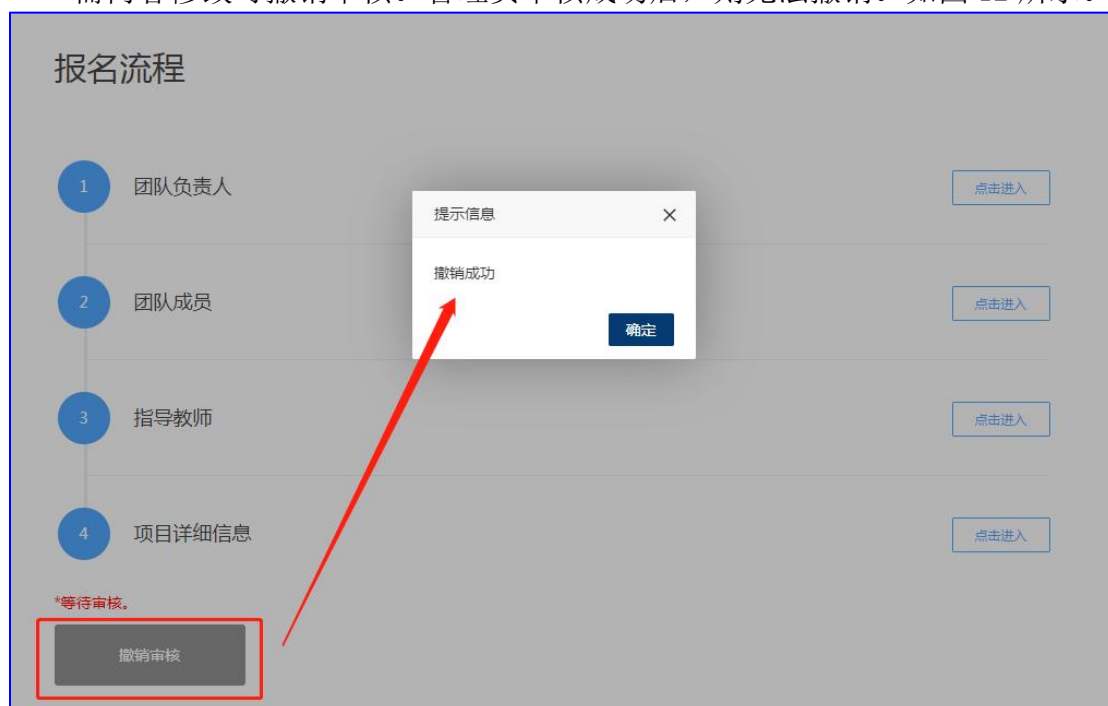 报名流程
1 团队负责人 点击进入
提示信息
撤销成功
确定
2 团队成员 点击进入
3 指导教师 点击进入
4 项目详细信息 点击进入
*等待审核。
撤销审核